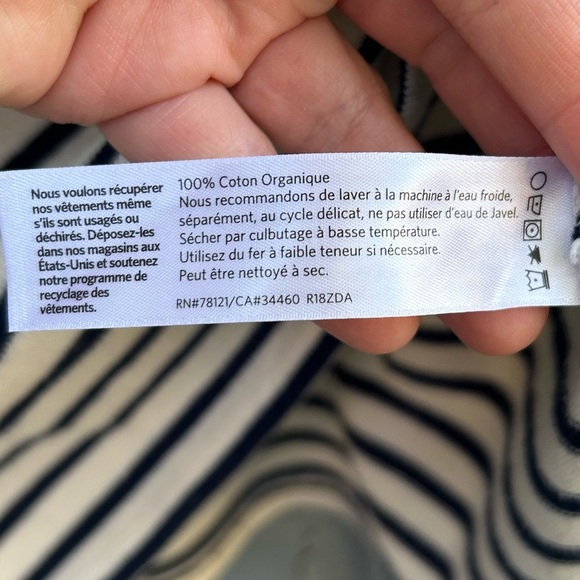 Nous voulons récupérer
nos vêtements même
s'ils sont usagés ou
déchirés. Déposez-les
dans nos magasins aux
États-Unis et soutenez
notre programme de
recyclage des
vêtements.
100% Coton Organique
Nous recommandons de laver à la machine à l'eau froide,
séparément, au cycle délicat, ne pas utiliser d'eau de Javel.
Sécher par culbutage à basse température.
Utilisez du fer à faible teneur si nécessaire.
Peut être nettoyé à sec.
RN#78121/CA#34460 R18ZDA